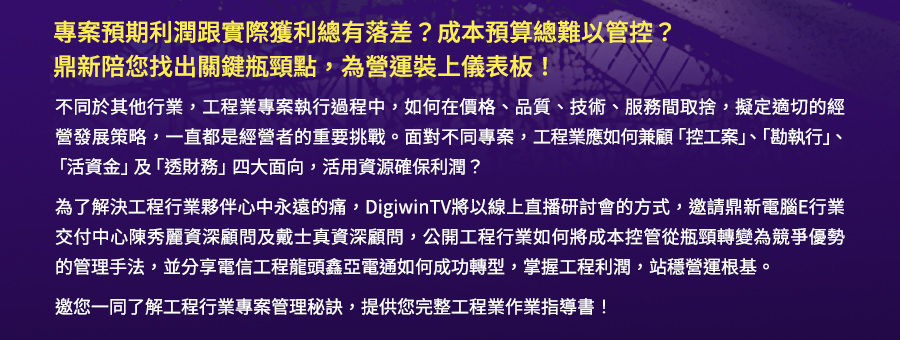 專案預期利潤跟實際獲利總有落差？成本預算總難以管控？
鼎新陪您找出關鍵瓶頸點，為營運裝上儀表板！
不同於其他行業，工程業專案執行過程中，如何在價格、品質、技術、服務間取捨，擬定適切的經
營發展策略，一直都是經營者的重要挑戰。面對不同專案，工程業應如何兼顧「控工案」、「勘執行」、
「活資金」及「透財務」四大面向，活用資源確保利潤？
為了解決工程行業夥伴心中永遠的痛，DigiwinTV將以線上直播研討會的方式，邀請鼎新電腦E行業
交付中心陳秀麗資深顧問及戴士真資深顧問，公開工程行業如何將成本控管從瓶頸轉變為競爭優勢
的管理手法，並分享電信工程龍頭鑫亞電通如何成功轉型，掌握工程利潤，站穩營運根基。
邀您一同了解工程行業專案管理秘訣，提供您完整工程業作業指導書！